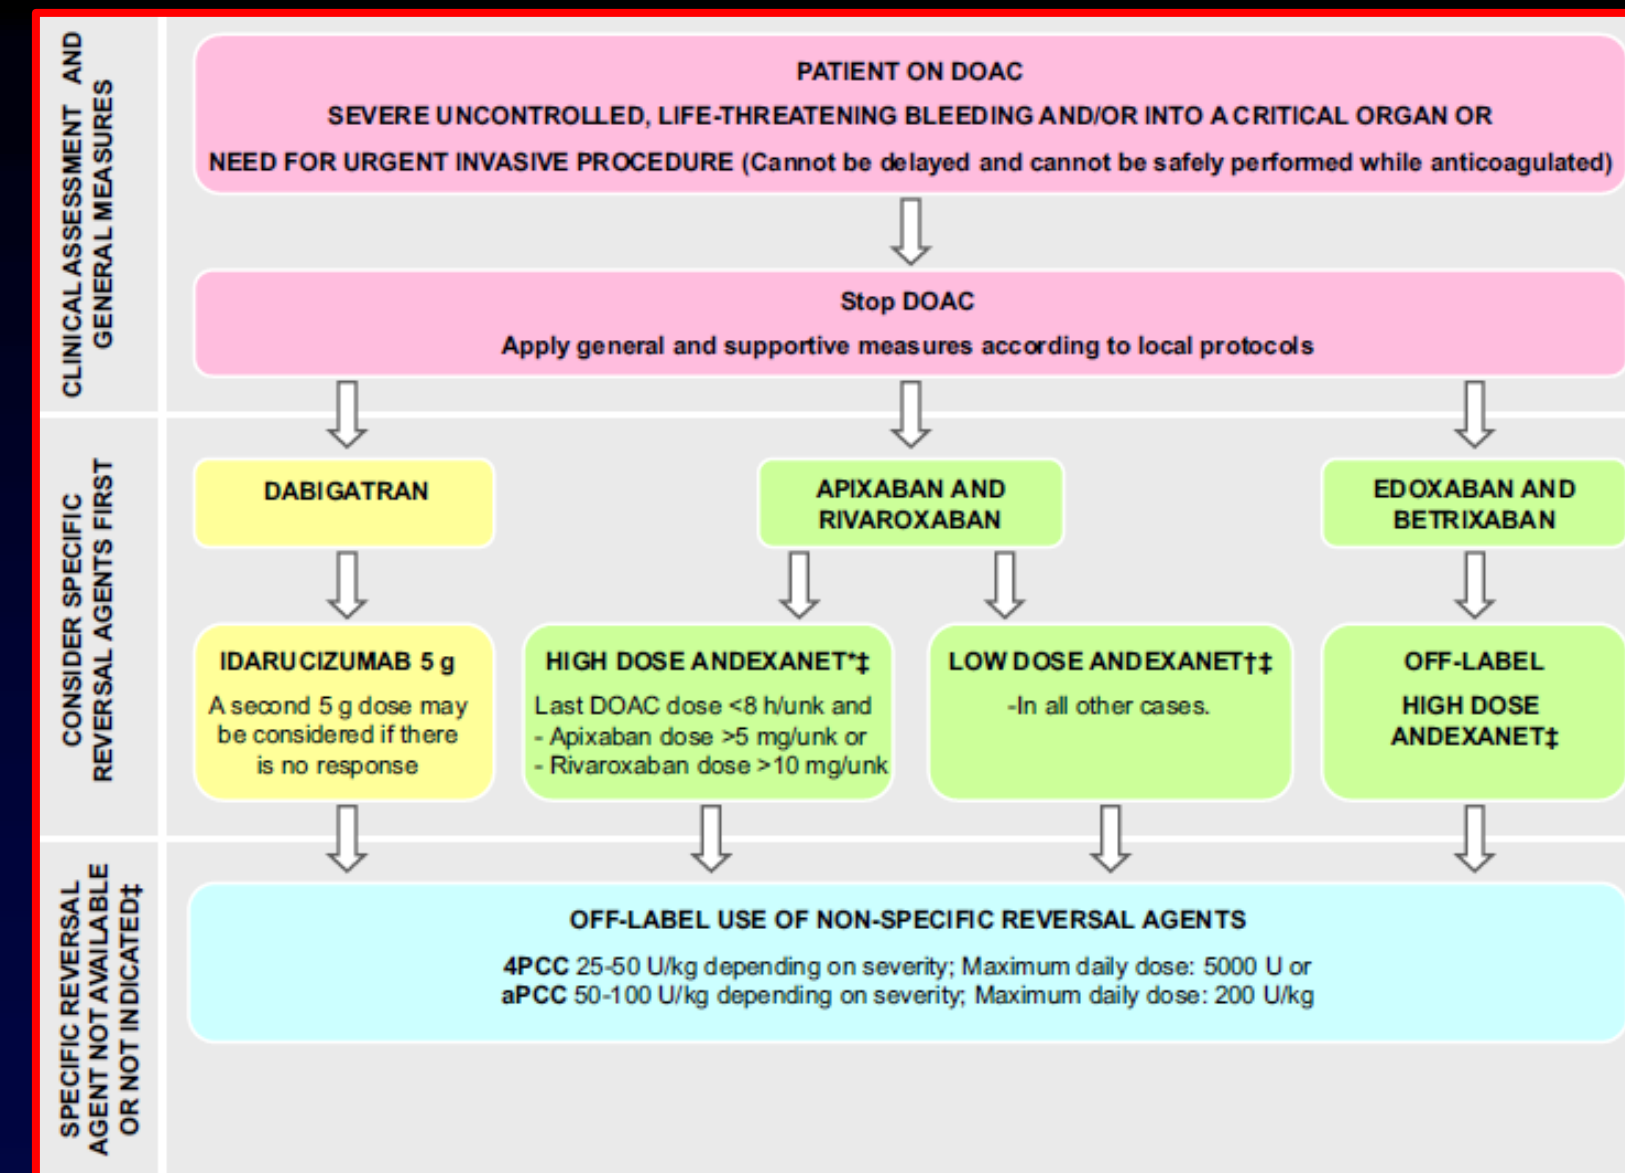 CLINICAL ASSESSMENT AND
GENERAL MEASURES
PATIENT ON DOAC
SEVERE UNCONTROLLED, LIFE-THREATENING BLEEDING AND/OR INTO A CRITICAL ORGAN OR
NEED FOR URGENT INVASIVE PROCEDURE (Cannot be delayed and cannot be safely performed while anticoagulated)
Stop DOAC
Apply general and supportive measures according to local protocols
CONSIDER SPECIFIC
REVERSAL AGENTS FIRST
DABIGATRAN
APIXABAN AND
RIVAROXABAN
EDOXABAN AND
BETRIXABAN
IDARUCIZUMAB 5 g
A second 5 g dose may
be considered if there
is no response
HIGH DOSE ANDEXANET*‡
Last DOAC dose <8 h/unk and
- Apixaban dose >5 mg/unk or
- Rivaroxaban dose >10 mg/unk
LOW DOSE ANDEXANET†‡
-In all other cases.
OFF-LABEL
HIGH DOSE
ANDEXANET‡
SPECIFIC REVERSAL
AGENT NOT AVAILABLE
OR NOT INDICATED‡
OFF-LABEL USE OF NON-SPECIFIC REVERSAL AGENTS
4PCC 25-50 U/kg depending on severity; Maximum daily dose: 5000 U or
aPCC 50-100 U/kg depending on severity; Maximum daily dose: 200 U/kg